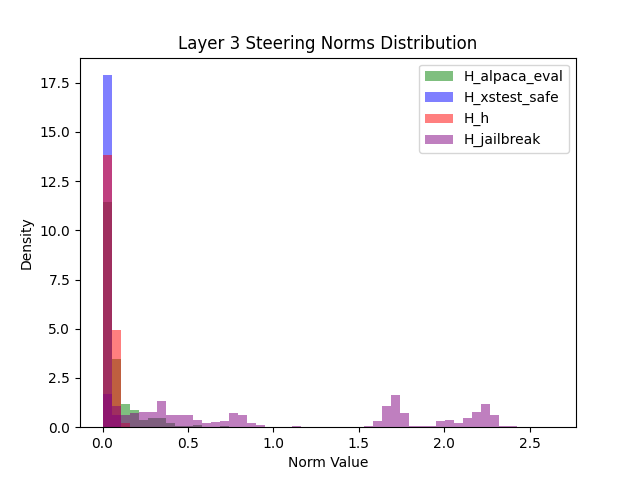 Layer 3 Steering Norms Distribution
H_alpaca_eval
H_xstest_safe
H_h
H_jailbreak
Density
17.5
15.0
12.5
10.0
7.5
5.0
2.5
0.0
0.0 0.5 1.0 1.5 2.0 2.5
Norm Value